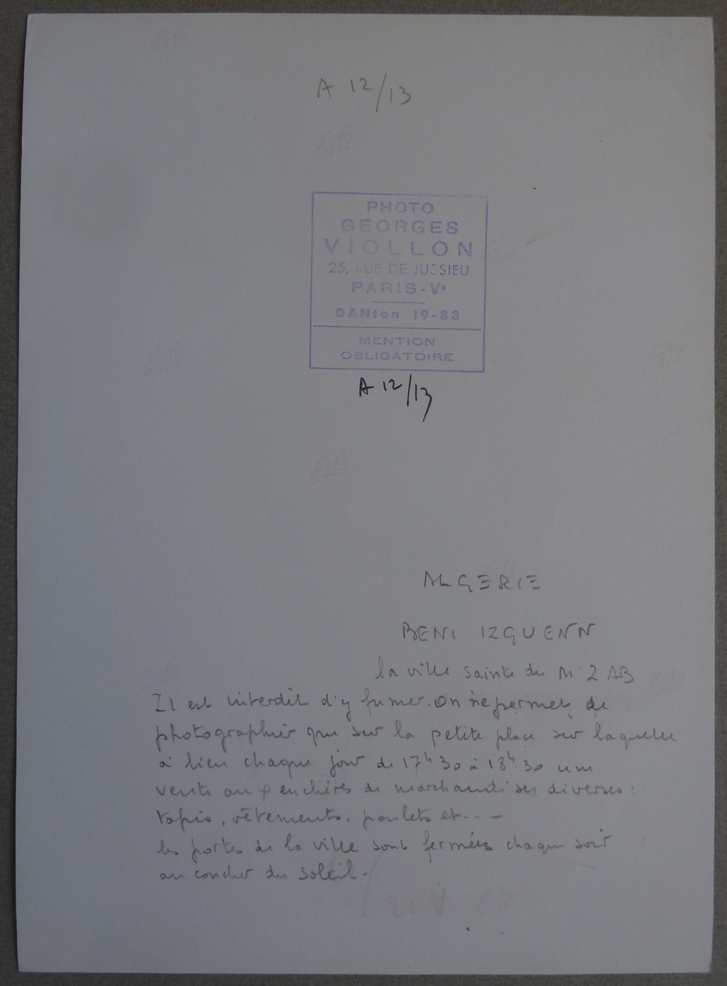 A 12/13
PHOTO
GEORGES
VIOLLON
25, RUE DE JUSSIEU
PARIS-Vᵉ
DANton 19-83
MENTION
OBLIGATOIRE
A 12/13
ALGERIE
BENI IZGUENN
la ville sainte du M ZAB
Il est interdit d'y fumer. On ne permet de
photographier que sur la petite place sur laquelle
a lieu chaque jour de 17ʰ30 à 18ʰ30 une
vente aux enchères de marchandises diverses :
tapis, vêtements, poulets et...
les portes de la ville sont fermées chaque soir
au coucher du soleil.